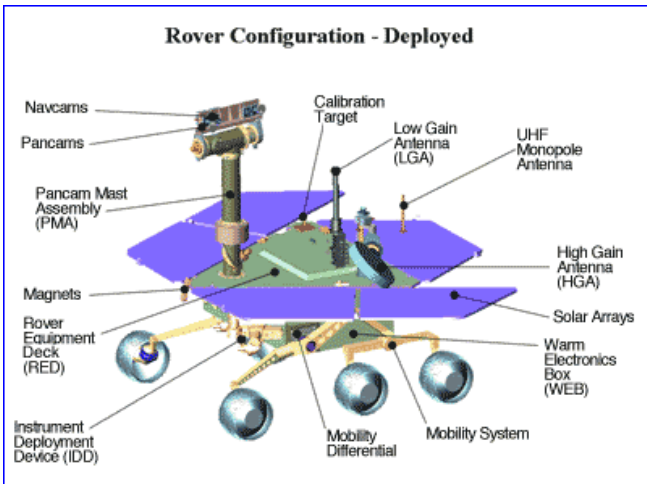 Rover Configuration - Deployed
Navcams
Pancams
Pancam Mast
Assembly
(PMA)
Magnets
Rover
Equipment
Deck
(RED)
Instrument
Deployment
Device (IDD)
Calibration
Target
Low Gain
Antenna
(LGA)
UHF
Monopole
Antenna
High Gain
Antenna
(HGA)
Solar Arrays
Warm
Electronics
Box
(WEB)
Mobility System
Mobility
Differential